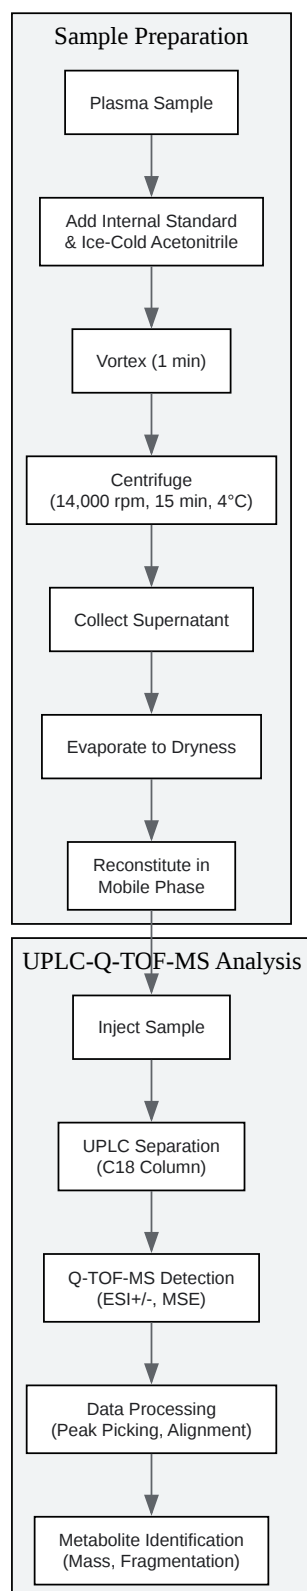 Sample Preparation
Plasma Sample
Add Internal Standard
& Ice-Cold Acetonitrile
Vortex (1 min)
Centrifuge
(14,000 rpm, 15 min, 4°C)
Collect Supernatant
Evaporate to Dryness
Reconstitute in
Mobile Phase
UPLC-Q-TOF-MS Analysis
Inject Sample
UPLC Separation
(C18 Column)
Q-TOF-MS Detection
(ESI+/-, MSE)
Data Processing
(Peak Picking, Alignment)
Metabolite Identification
(Mass, Fragmentation)